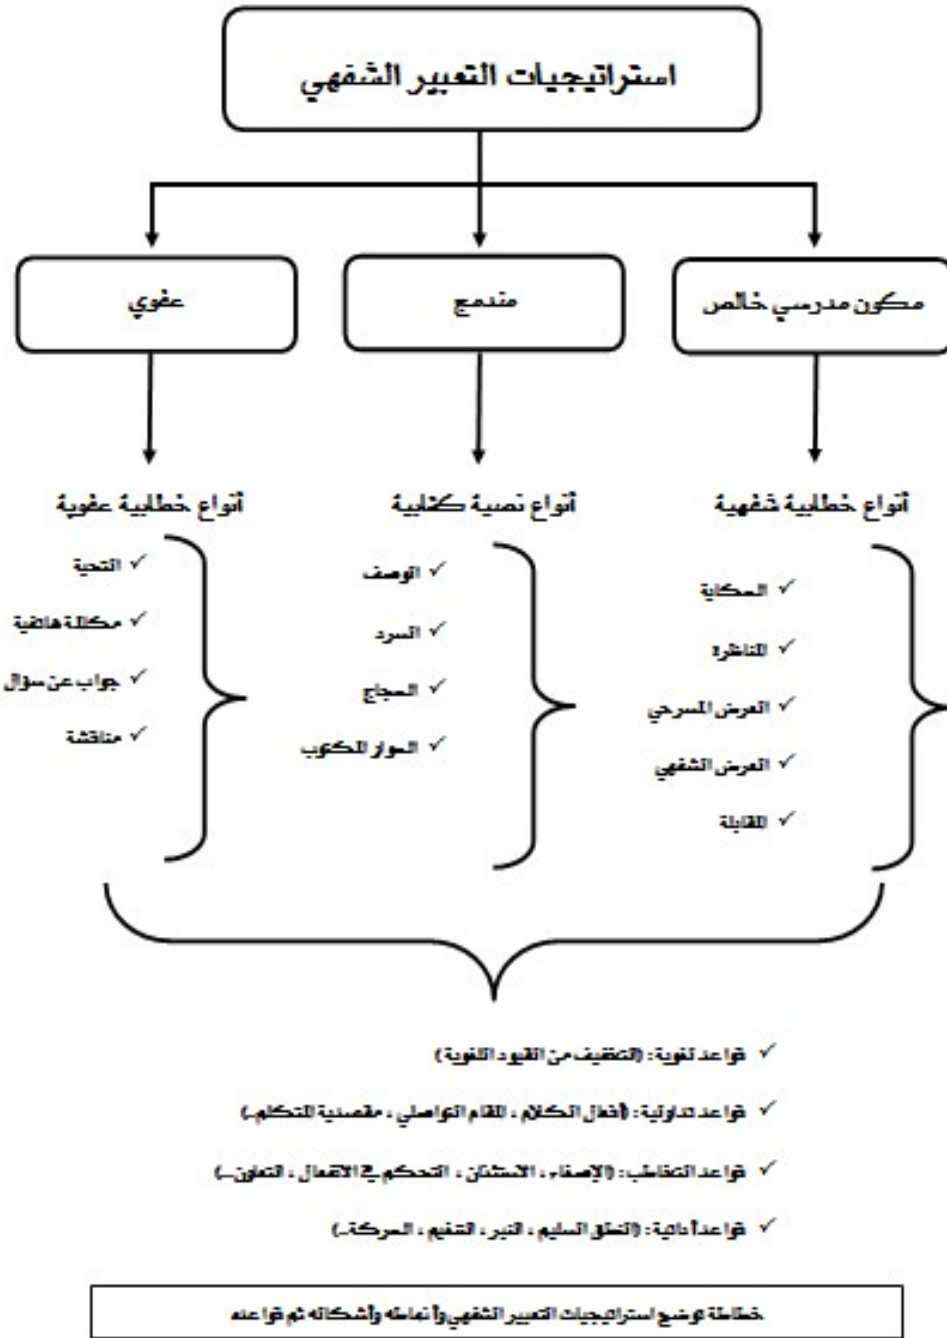 استراتيجيات التعبير الشفهي
مكون مدرسي خالص
مندمج
عفوي
أنواع خطابية شفهية
✓ الحكاية
✓ المناظرة
✓ العرض المسرحي
✓ العرض الشفهي
✓ المقابلة
أنواع نصية كتابية
✓ الوصف
✓ السرد
✓ الحجاج
✓ الحوار المكتوب
أنواع خطابية عفوية
✓ التحية
✓ مكالمة هاتفية
✓ جواب عن سؤال
✓ مناقشة
✓ قواعد لغوية: (التخفيف من القيود اللغوية)
✓ قواعد تداولية: (أفعال الكلام، المقام التواصلي، مقصدية المتكلم...)
✓ قواعد التخاطب: (الإصغاء، الاستئذان، التحكم في الانفعال، التعاون...)
✓ قواعد أدائية: (النطق السليم، النبر، التنغيم، الحركة...)
خطاطة توضح استراتيجيات التعبير الشفهي وأنماطه وأشكاله ثم قواعده